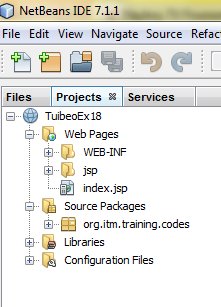 NetBeans IDE 7.1.1
File Edit View Navigate Source Refact
Files Projects Services
TuibeoEx18
Web Pages
WEB-INF
jsp
index.jsp
Source Packages
org.itm.training.codes
Libraries
Configuration Files